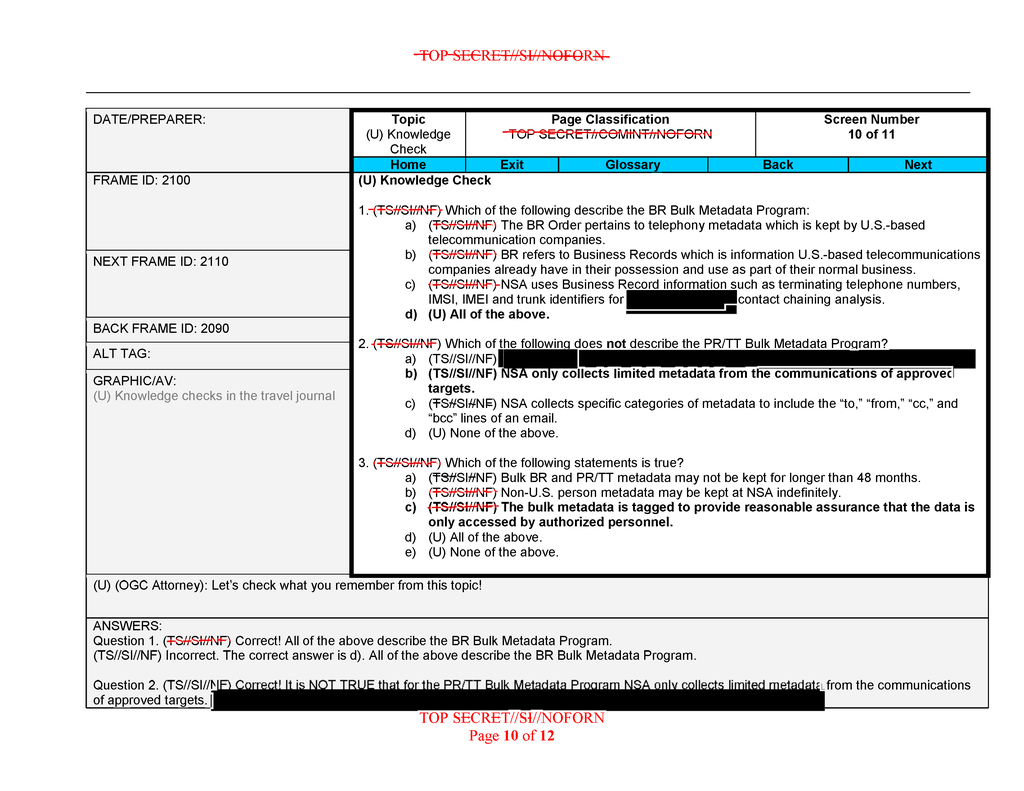 TOP SECRET//SI//NOFORN
DATE/PREPARER:
Topic
(U) Knowledge
Check
Page Classification
TOP SECRET//COMINT//NOFORN
Screen Number
10 of 11
Home Exit Glossary Back Next
FRAME ID: 2100
NEXT FRAME ID: 2110
BACK FRAME ID: 2090
ALT TAG:
GRAPHIC/AV:
(U) Knowledge checks in the travel journal
(U) Knowledge Check
1. (TS//SI//NF) Which of the following describe the BR Bulk Metadata Program:
a) (TS//SI//NF) The BR Order pertains to telephony metadata which is kept by U.S.-based
telecommunication companies.
b) (TS//SI//NF) BR refers to Business Records which is information U.S.-based telecommunications
companies already have in their possession and use as part of their normal business.
c) (TS//SI//NF) NSA uses Business Record information such as terminating telephone numbers,
IMSI, IMEI and trunk identifiers for contact chaining analysis.
d) (U) All of the above.
2. (TS//SI//NF) Which of the following does not describe the PR/TT Bulk Metadata Program?
a) (TS//SI//NF)
b) (TS//SI//NF) NSA only collects limited metadata from the communications of approved
targets.
c) (TS//SI//NF) NSA collects specific categories of metadata to include the “to,” “from,” “cc,” and
“bcc” lines of an email.
d) (U) None of the above.
3. (TS//SI//NF) Which of the following statements is true?
a) (TS//SI//NF) Bulk BR and PR/TT metadata may not be kept for longer than 48 months.
b) (TS//SI//NF) Non-U.S. person metadata may be kept at NSA indefinitely.
c) (TS//SI//NF) The bulk metadata is tagged to provide reasonable assurance that the data is
only accessed by authorized personnel.
d) (U) All of the above.
e) (U) None of the above.
(U) (OGC Attorney): Let’s check what you remember from this topic!
ANSWERS:
Question 1. (TS//SI//NF) Correct! All of the above describe the BR Bulk Metadata Program.
(TS//SI//NF) Incorrect. The correct answer is d). All of the above describe the BR Bulk Metadata Program.
Question 2. (TS//SI//NF) Correct! It is NOT TRUE that for the PR/TT Bulk Metadata Program NSA only collects limited metadata from the communications
of approved targets.
TOP SECRET//SI//NOFORN
Page 10 of 12